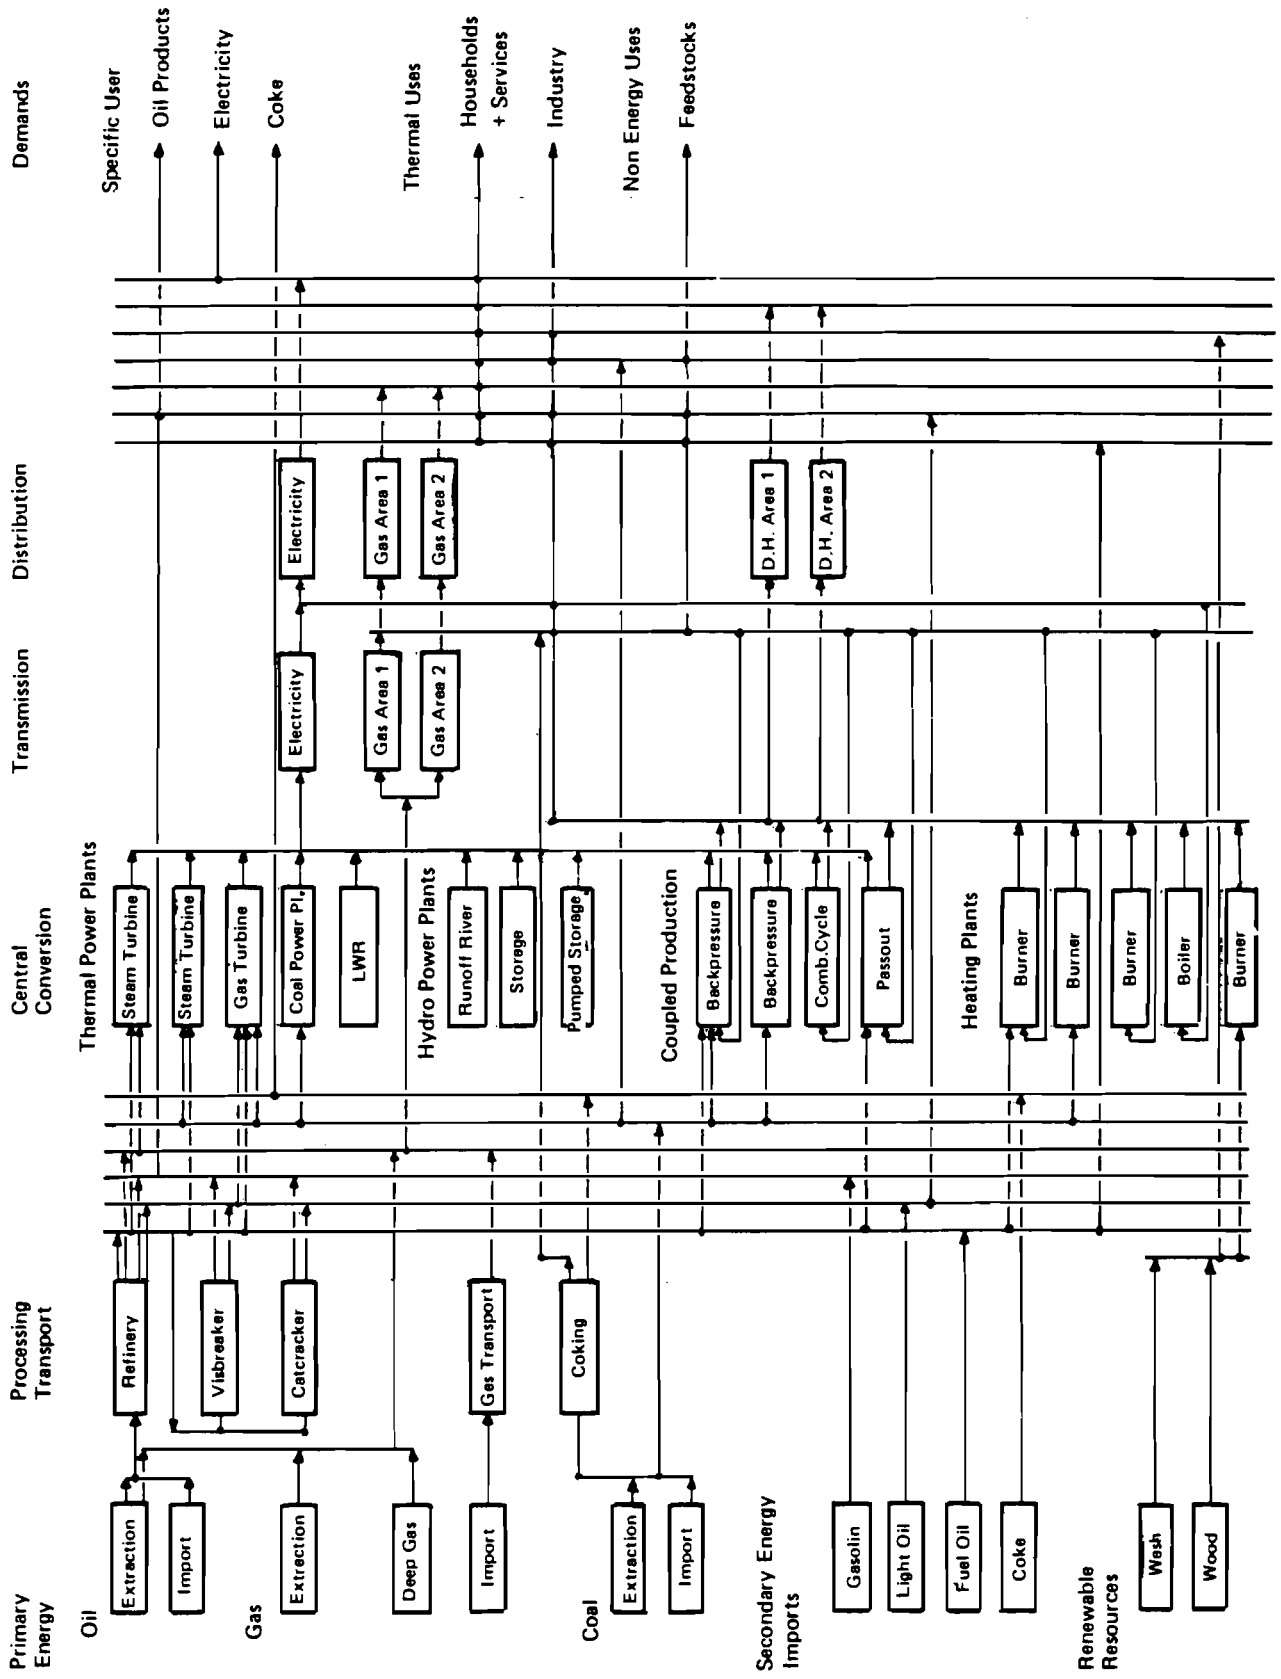 Primary
Energy
Processing
Transport
Central
Conversion
Transmission
Distribution
Demands
Oil
Extraction
Import
Gas
Extrection
Deep Gas
Import
Coal
Extraction
Import
Secondary Energy
Imports
Gasolin
Light Oil
Fuel Oil
Coke
Renewable
Resources
Wash
Wood
Refinery
Visbreaker
Catcracker
Gas Transport
Coking
Thermal Power Plants
Steam Turbine
Steam Turbine
Gas Turbine
Coal Power Pl.
LWR
Hydro Power Plants
Runoff River
Storage
Pumped Storage
Coupled Production
Backpressure
Backpressure
Comb.Cycle
Passout
Heating Plants
Burner
Burner
Burner
Boiler
Burner
Electricity
Gas Area 1
Gas Area 2
Electricity
Gas Area 1
Gas Area 2
D.H. Area 1
D.H. Area 2
Specific User
Oil Products
Electricity
Coke
Thermal Uses
Households
+ Services
Industry
Non Energy Uses
Feedstocks